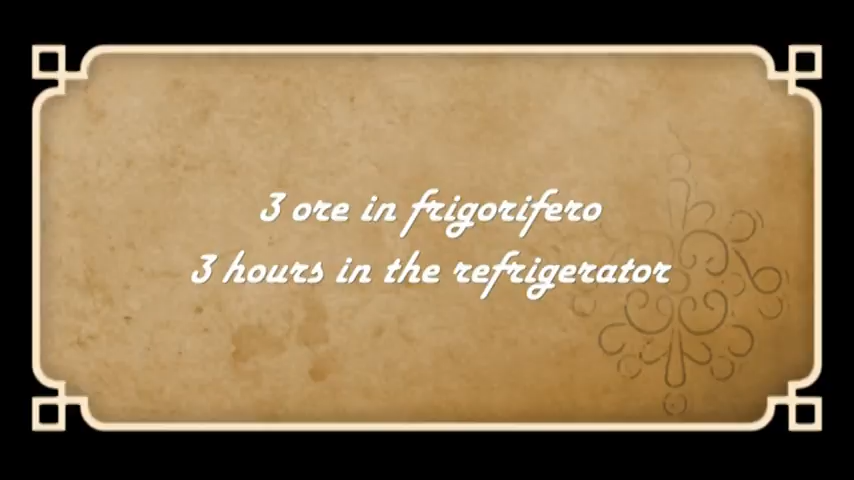 3 ore in frigorifero
3 hours in the refrigerator